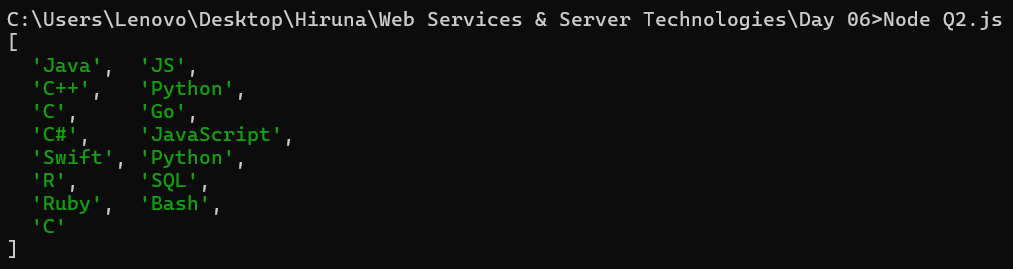 C:\Users\Lenovo\Desktop\Hiruna\Web Services & Server Technologies\Day 06>Node Q2.js
[
  'Java',  'JS',
  'C++',   'Python',
  'C',     'Go',
  'C#',    'JavaScript',
  'Swift', 'Python',
  'R',     'SQL',
  'Ruby',  'Bash',
  'C'
]